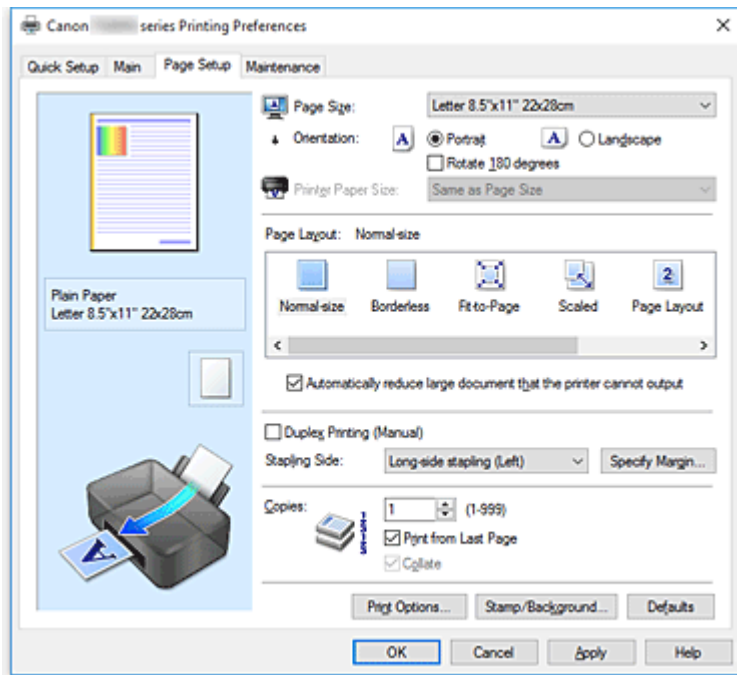 Canon series Printing Preferences
Quick Setup Main Page Setup Maintenance
Page Size: Letter 8.5"x11" 22x28cm
Orientation: A Portrait A Landscape
Rotate 180 degrees
Printer Paper Size: Same as Page Size
Page Layout: Normal-size
2
Normal-size Borderless Fit-to-Page Scaled Page Layout
Plain Paper
Letter 8.5"x11" 22x28cm
Automatically reduce large document that the printer cannot output
Duplex Printing (Manual)
Stapling Side: Long-side stapling (Left) Specify Margin...
Copies: 1 (1-999)
Print from Last Page
Collate
A
Print Options... Stamp/Background... Defaults
OK Cancel Apply Help